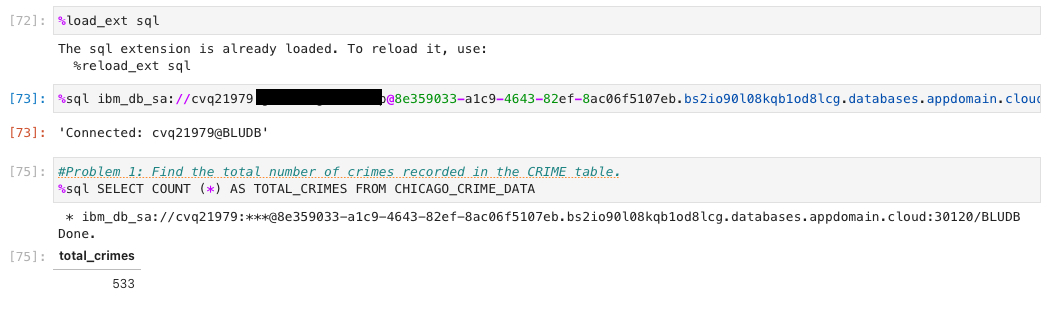 [72]: %load_ext sql
The sql extension is already loaded. To reload it, use:
%reload_ext sql
[73]: %sql ibm_db_sa://cvq21979 @8e359033-a1c9-4643-82ef-8ac06f5107eb.bs2io90l08kqb1od8lcg.databases.appdomain.cloud
[73]: 'Connected: cvq21979@BLUDB'
[75]: #Problem 1: Find the total number of crimes recorded in the CRIME table.
%sql SELECT COUNT (*) AS TOTAL_CRIMES FROM CHICAGO_CRIME_DATA
* ibm_db_sa://cvq21979:***@8e359033-a1c9-4643-82ef-8ac06f5107eb.bs2io90l08kqb1od8lcg.databases.appdomain.cloud:30120/BLUDB
Done.
[75]: total_crimes
533